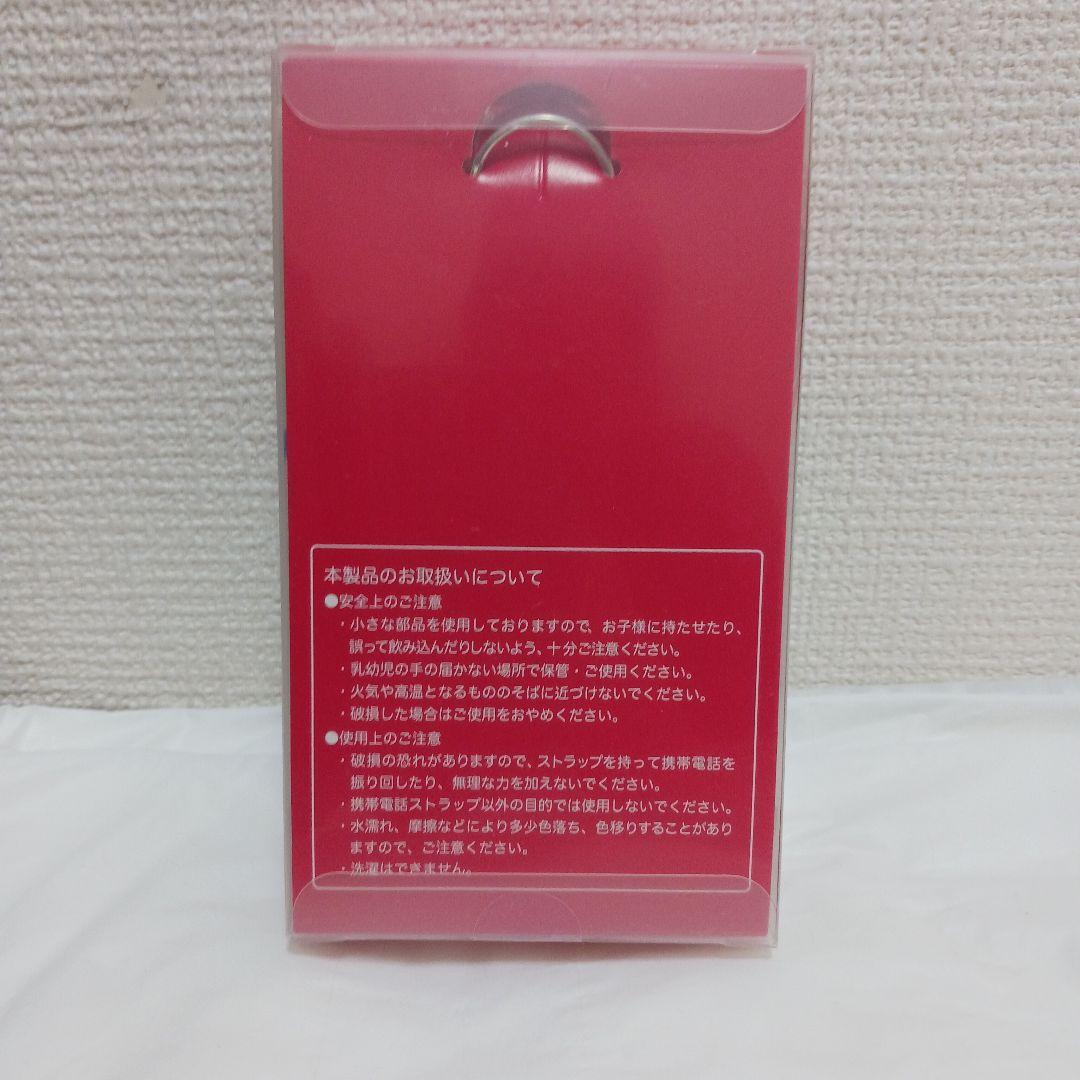 本製品のお取扱いについて
●安全上のご注意
・小さな部品を使用しておりますので、お子様に持たせたり、
誤って飲み込んだりしないよう、十分ご注意ください。
・乳幼児の手の届かない場所で保管・ご使用ください。
・火気や高温となるもののそばに近づけないでください。
・破損した場合はご使用をおやめください。
●使用上のご注意
・破損の恐れがありますので、ストラップを持って携帯電話を
振り回したり、無理な力を加えないでください。
・携帯電話ストラップ以外の目的では使用しないでください。
・水濡れ、摩擦などにより多少色落ち、色移りすることがあり
ますので、ご注意ください。
・洗濯はできません。